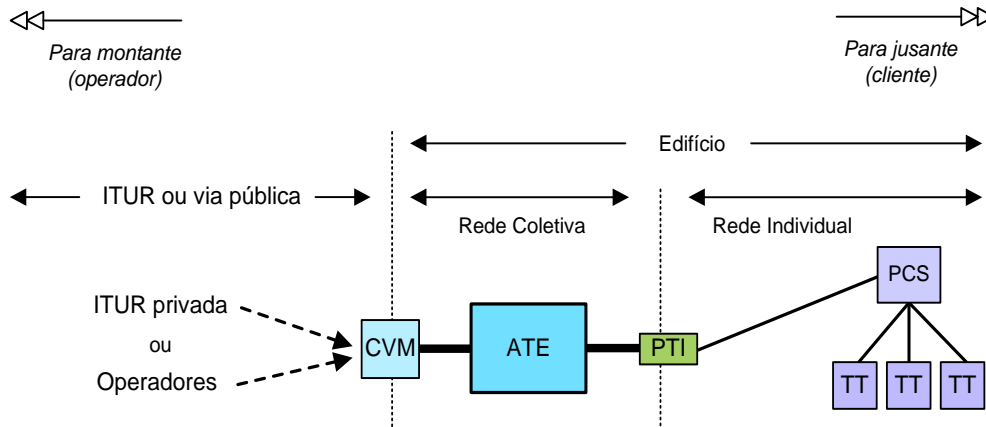 Para montante
(operador)
Para jusante
(cliente)
Edifício
ITUR ou via pública
Rede Coletiva
Rede Individual
PCS
ITUR privada
ou
Operadores
CVM
ATE
PTI
TT
TT
TT